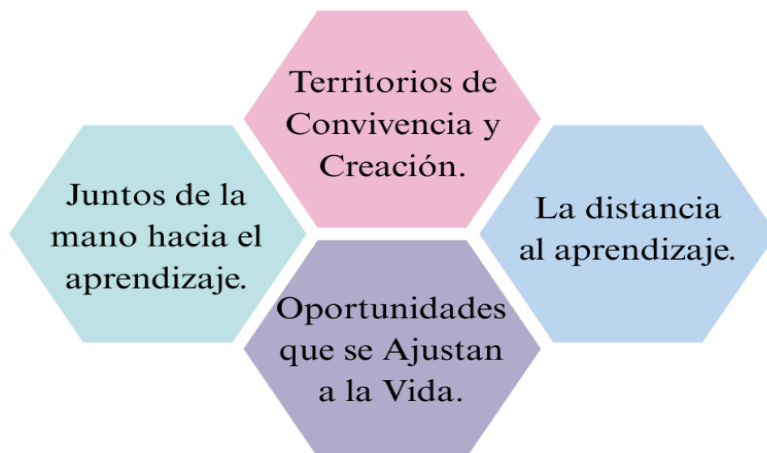 Territorios de
Convivencia y
Creación.
Juntos de la
mano hacia el
aprendizaje.
La distancia
al aprendizaje.
Oportunidades
que se Ajustan
a la Vida.